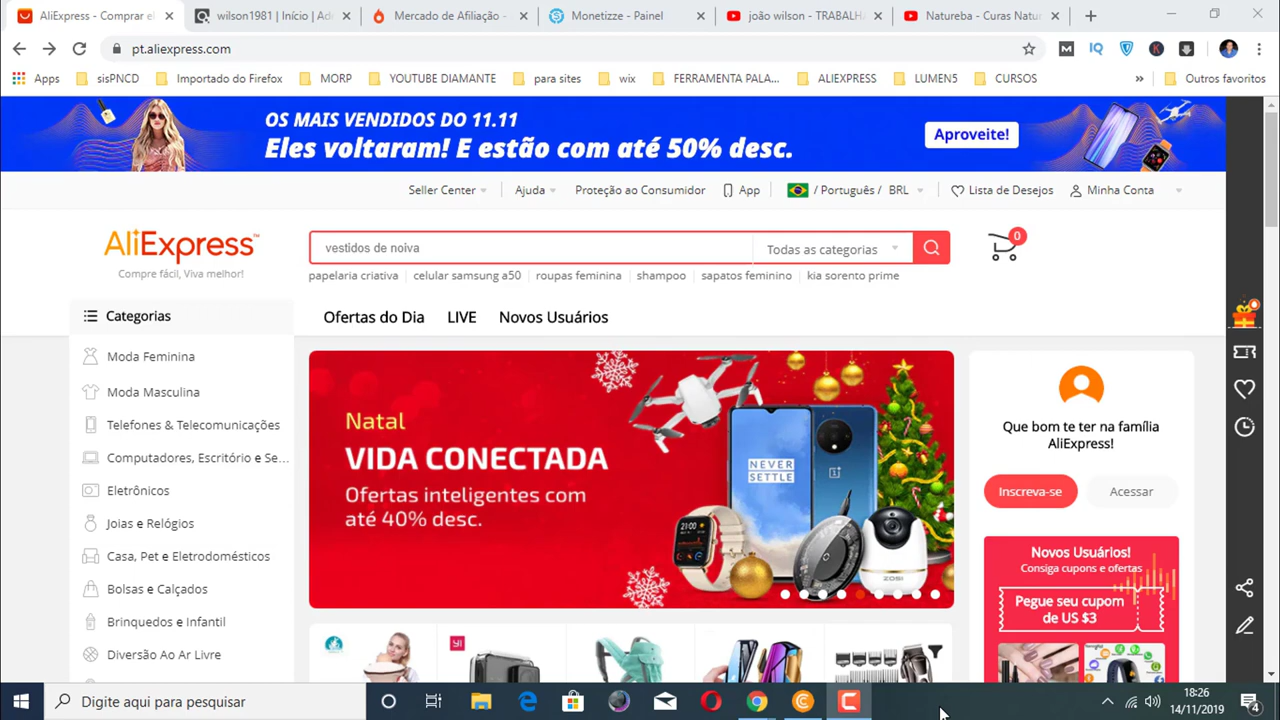 AliExpress - Comprar e
wilson1981 | Início | Ad
Mercado de Afiliação -
Monetizze - Painel
joão wilson - TRABALH
Natureba - Curas Natur
pt.aliexpress.com
Apps
sisPNCD
Importado do Firefox
MORP
YOUTUBE DIAMANTE
para sites
wix
FERRAMENTA PALA...
ALIEXPRESS
LUMEN5
CURSOS
»
Outros favoritos
OS MAIS VENDIDOS DO 11.11
Eles voltaram! E estão com até 50% desc.
Aproveite!
Seller Center
Ajuda
Proteção ao Consumidor
App
/ Português / BRL
Lista de Desejos
Minha Conta
AliExpress
Compre fácil, Viva melhor!
vestidos de noiva
Todas as categorias
0
papelaria criativa
celular samsung a50
roupas feminina
shampoo
sapatos feminino
kia sorento prime
Categorias
Ofertas do Dia
LIVE
Novos Usuários
Moda Feminina
Moda Masculina
Telefones & Telecomunicações
Computadores, Escritório e Se...
Eletrônicos
Joias e Relógios
Casa, Pet e Eletrodomésticos
Bolsas e Calçados
Brinquedos e Infantil
Diversão Ao Ar Livre
Natal
VIDA CONECTADA
Ofertas inteligentes com
até 40% desc.
NEVER
SETTLE
21:00
ZOSI
Que bom te ter na família
AliExpress!
Inscreva-se
Acessar
Novos Usuários!
Consiga cupons e ofertas
Pegue seu cupom
de US $3
Digite aqui para pesquisar
18:26
14/11/2019
4